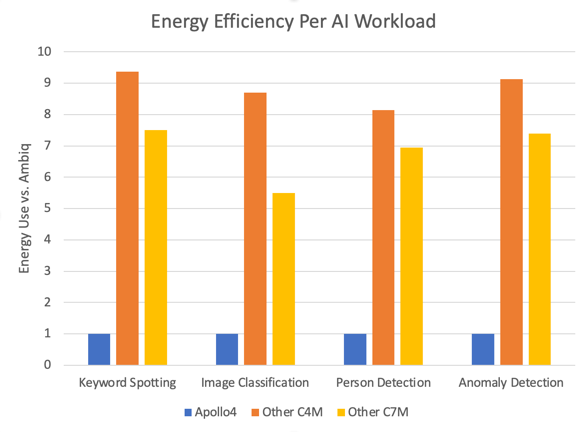 Energy Efficiency Per AI Workload
Energy Use vs. Ambiq
10
9
8
7
6
5
4
3
2
1
0
Keyword Spotting Image Classification Person Detection Anomaly Detection
Apollo4 Other C4M Other C7M